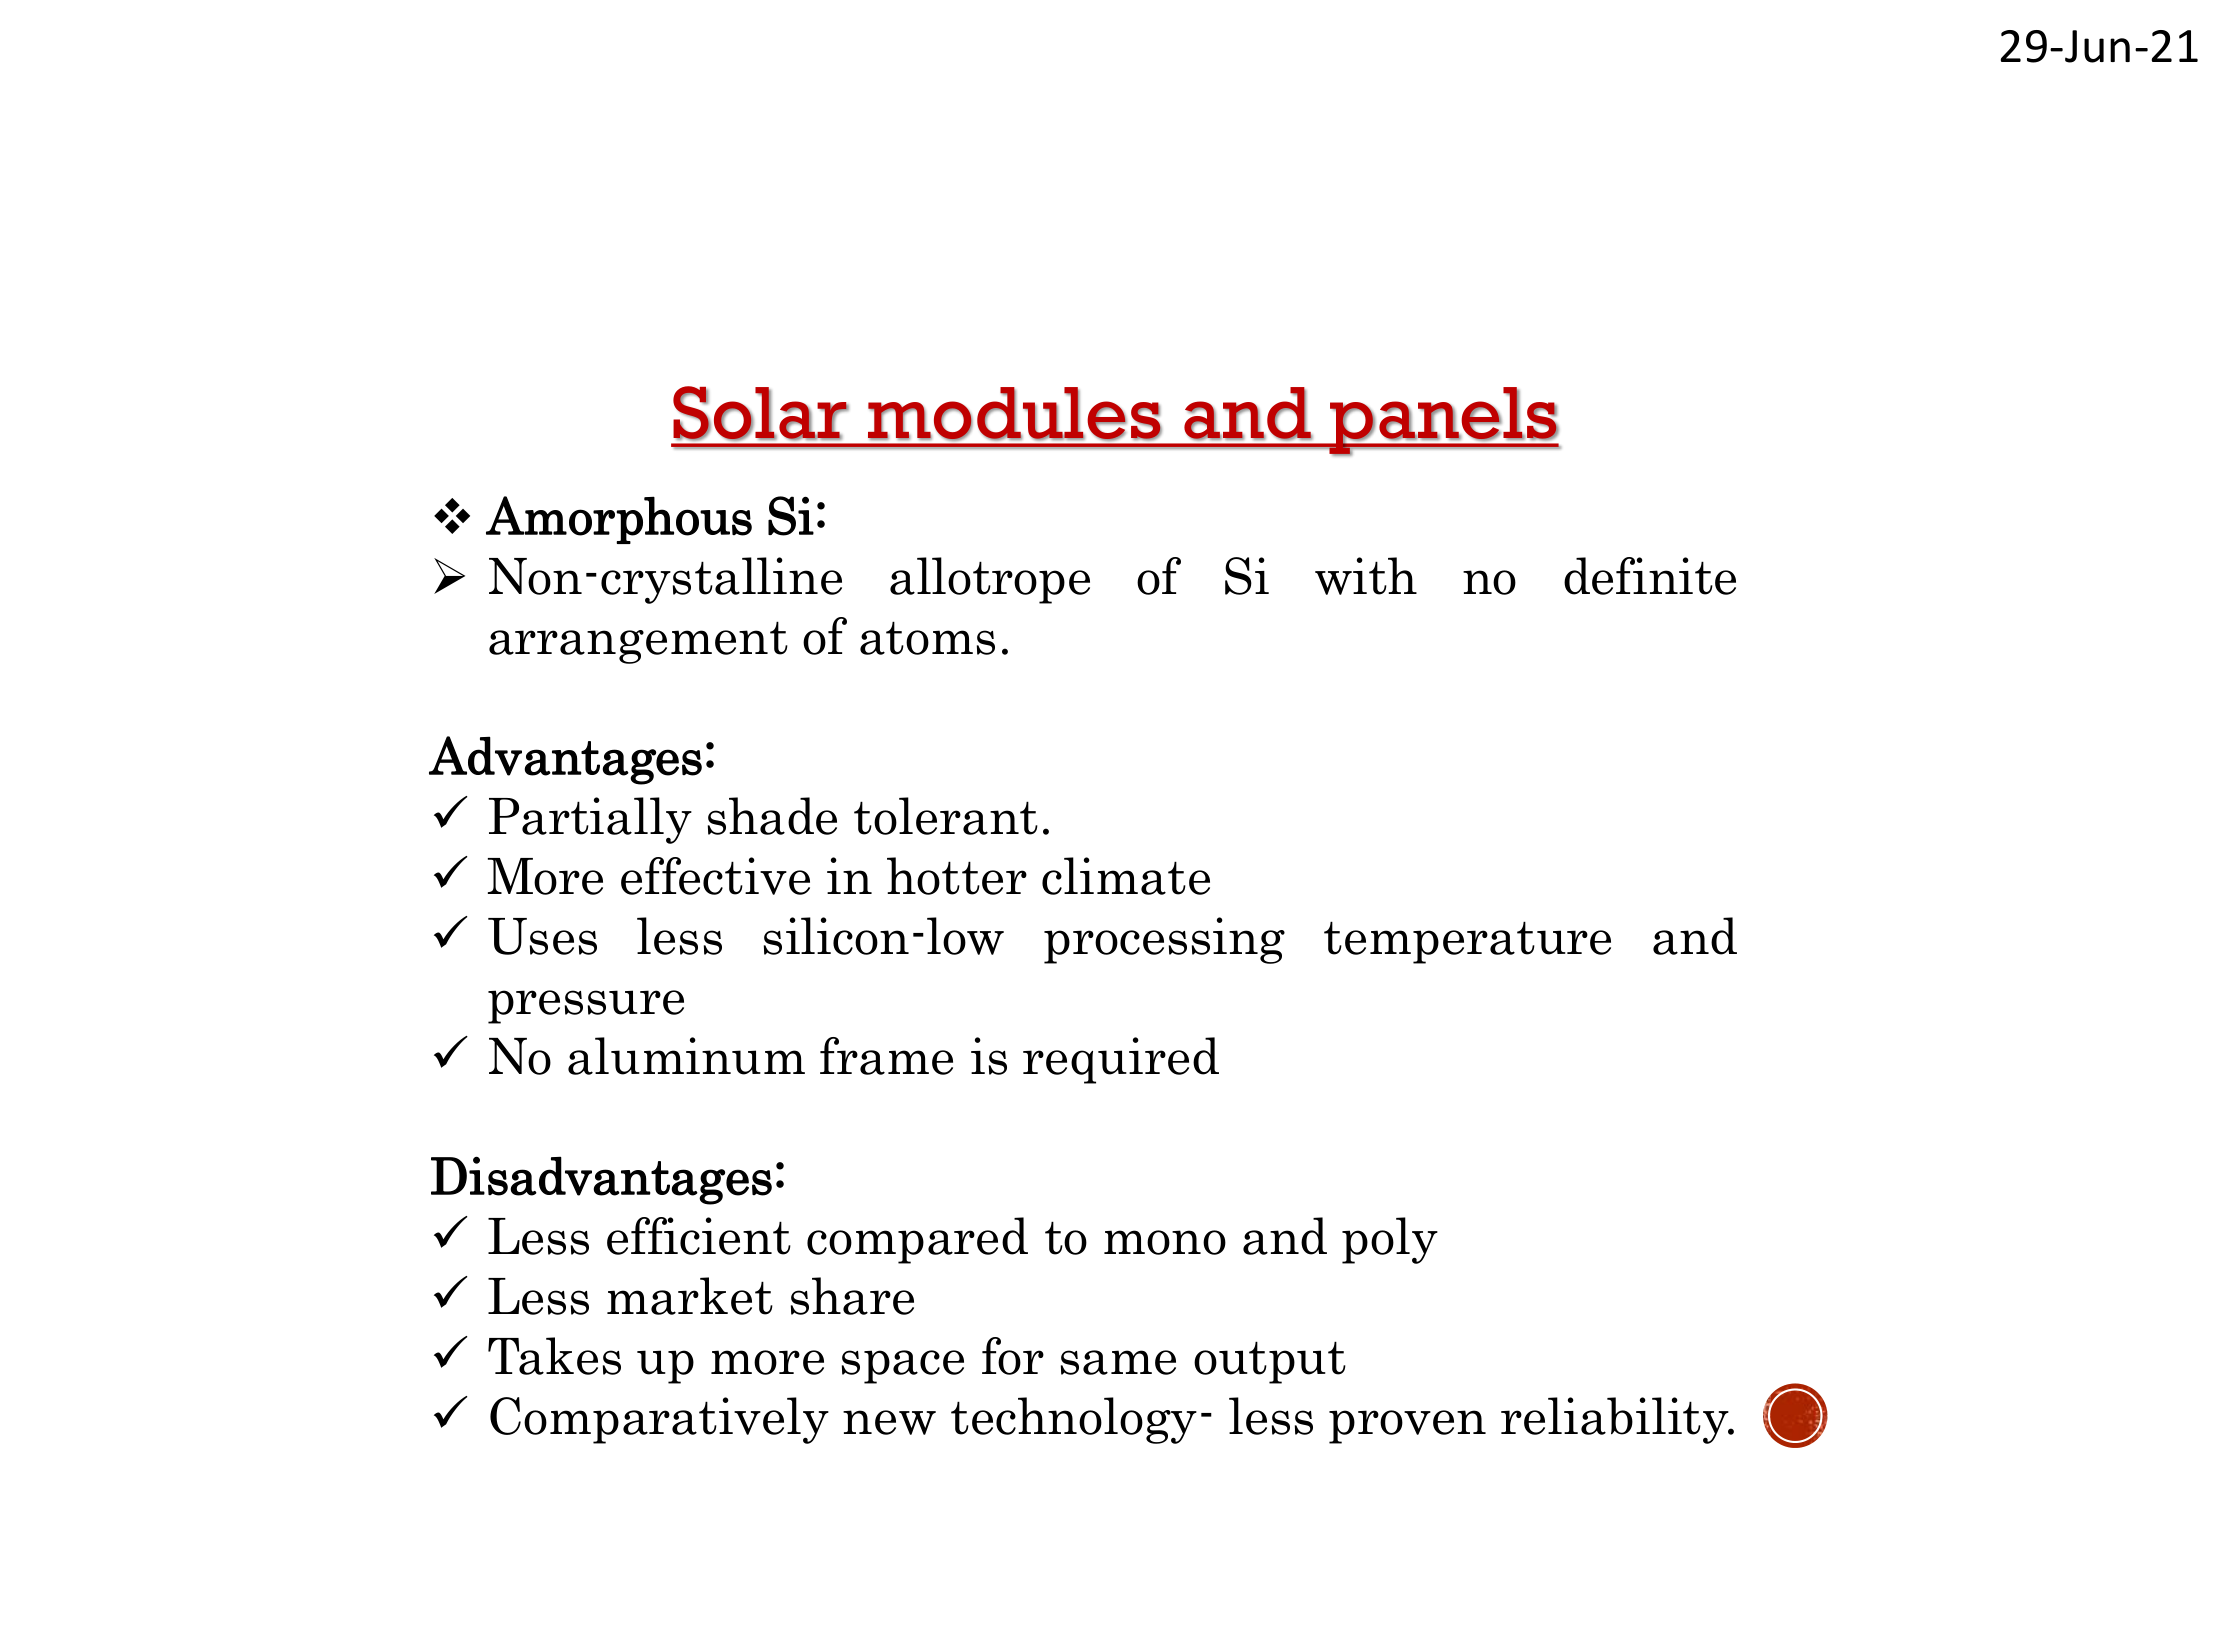 29-Jun-21
Solar modules and panels
❖ Amorphous Si:
➢ Non-crystalline allotrope of Si with no definite
arrangement of atoms.
Advantages:
✓ Partially shade tolerant.
✓ More effective in hotter climate
✓ Uses less silicon-low processing temperature and
pressure
✓ No aluminum frame is required
Disadvantages:
✓ Less efficient compared to mono and poly
✓ Less market share
✓ Takes up more space for same output
✓ Comparatively new technology- less proven reliability.